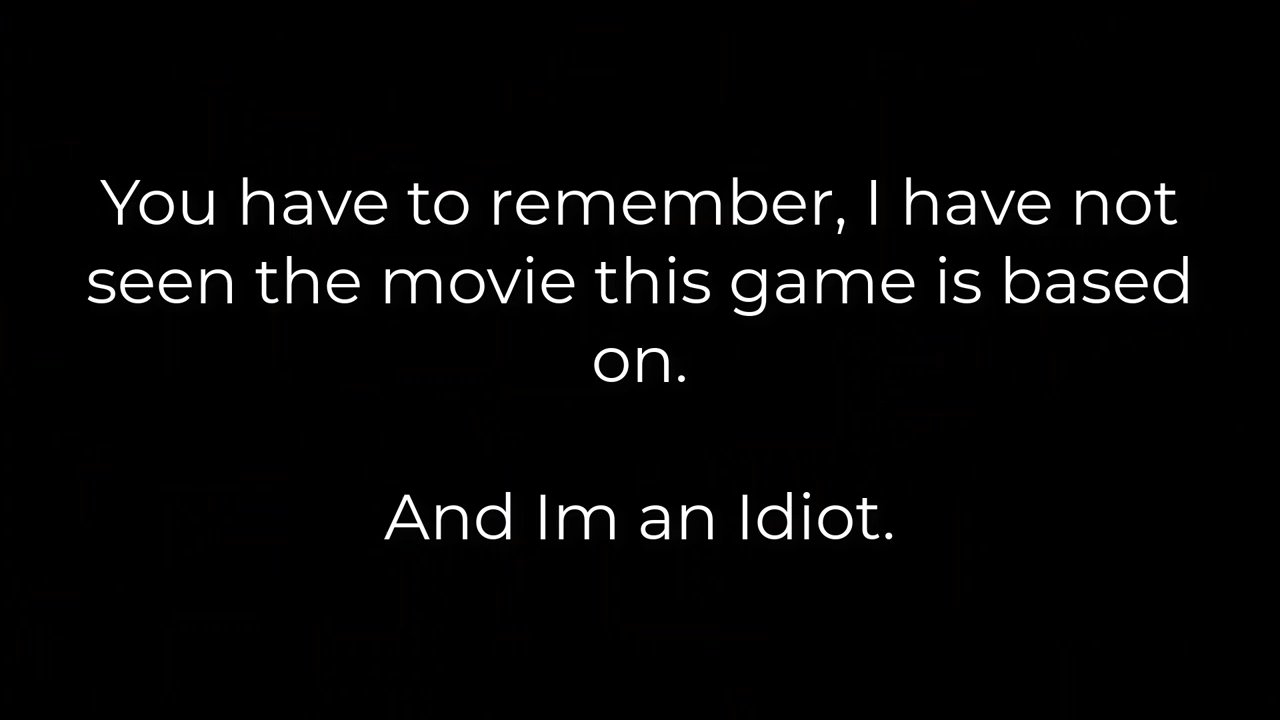 You have to remember, I have not
seen the movie this game is based
on.
And Im an Idiot.